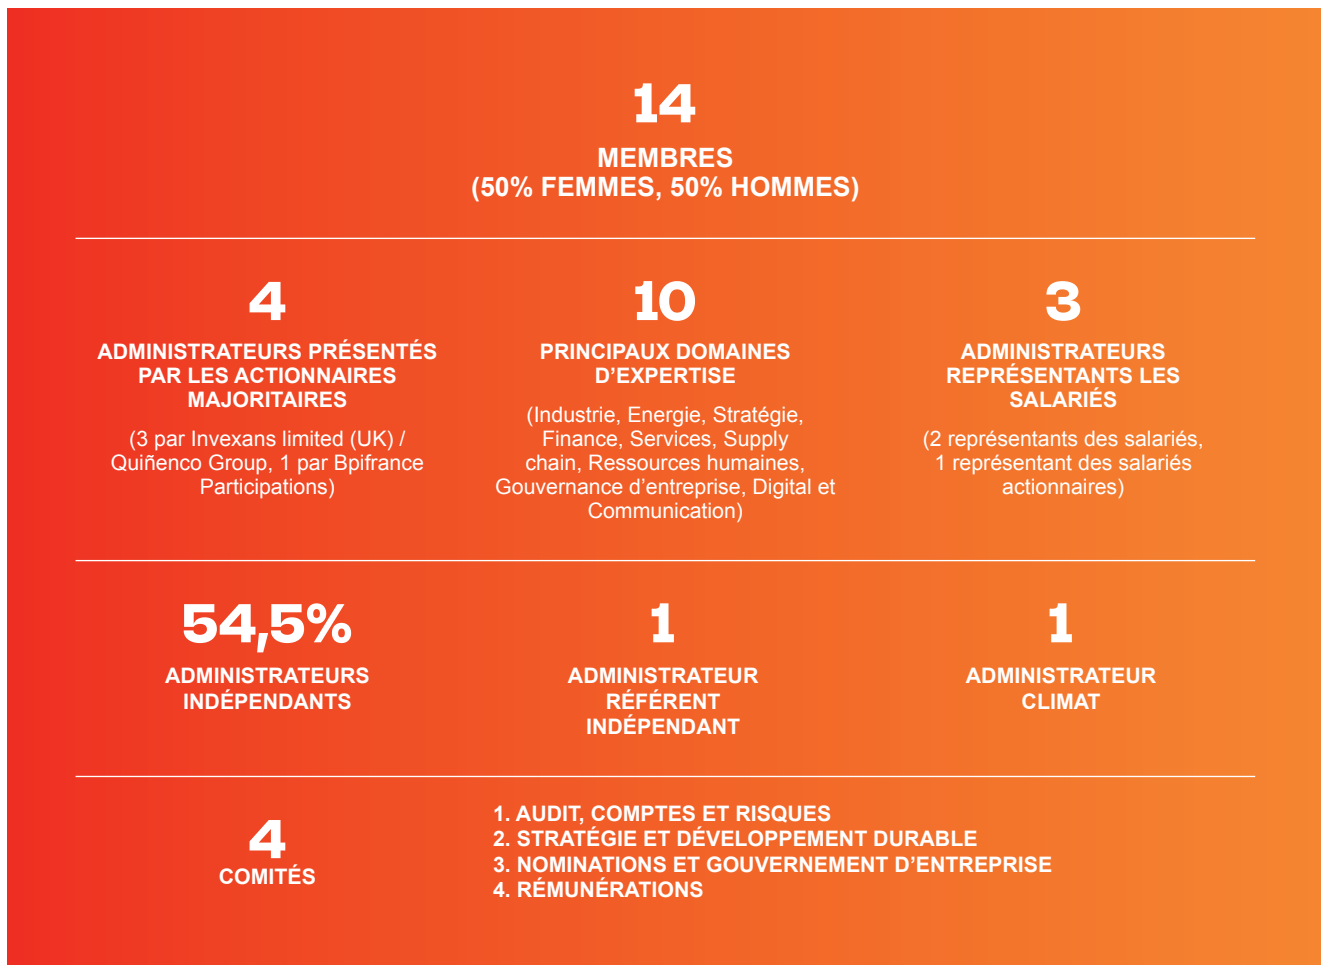 14
MEMBRES
(50% FEMMES, 50% HOMMES)
4
ADMINISTRATEURS PRÉSENTÉS
PAR LES ACTIONNAIRES
MAJORITAIRES
(3 par Invexans limited (UK) /
Quiñenco Group, 1 par Bpifrance
Participations)
10
PRINCIPAUX DOMAINES
D’EXPERTISE
(Industrie, Energie, Stratégie,
Finance, Services, Supply
chain, Ressources humaines,
Gouvernance d’entreprise, Digital et
Communication)
3
ADMINISTRATEURS
REPRÉSENTANTS LES
SALARIÉS
(2 représentants des salariés,
1 représentant des salariés
actionnaires)
54,5%
ADMINISTRATEURS
INDÉPENDANTS
1
ADMINISTRATEUR
RÉFÉRENT
INDÉPENDANT
1
ADMINISTRATEUR
CLIMAT
4
COMITÉS
1. AUDIT, COMPTES ET RISQUES
2. STRATÉGIE ET DÉVELOPPEMENT DURABLE
3. NOMINATIONS ET GOUVERNEMENT D’ENTREPRISE
4. RÉMUNÉRATIONS